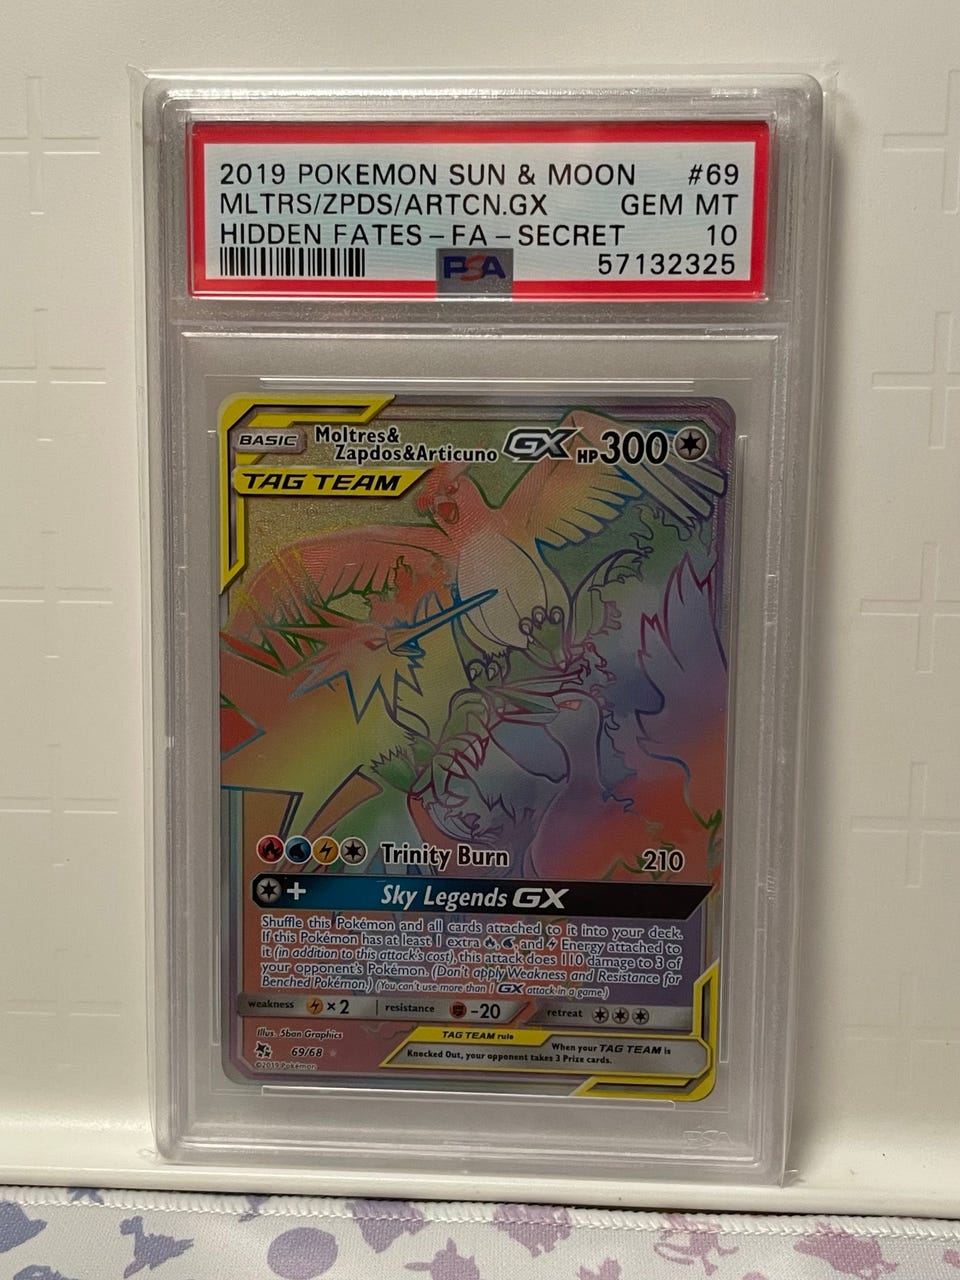 2019 POKEMON SUN & MOON #69
MLTRS/ZPDS/ARTCN.GX GEM MT
HIDDEN FATES-FA-SECRET 10
PSA 57132325
BASIC Moltres& Zapdos&Articuno GX HP 300
TAG TEAM
Trinity Burn 210
+ Sky Legends GX
Shuffle this Pokémon and all cards attached to it into your deck.
If this Pokémon has at least 1 extra , , and Energy attached to
it (in addition to this attack's cost), this attack does 110 damage to 3 of
your opponent's Pokémon. (Don't apply Weakness and Resistance for
Benched Pokémon.) (You can't use more than 1 GX attack in a game.)
weakness ×2 resistance -20 retreat
Illus. 5ban Graphics
TAG TEAM rule
When your TAG TEAM is
Knocked Out, your opponent takes 3 Prize cards.
69/68
©2019 Pokémon
PSA